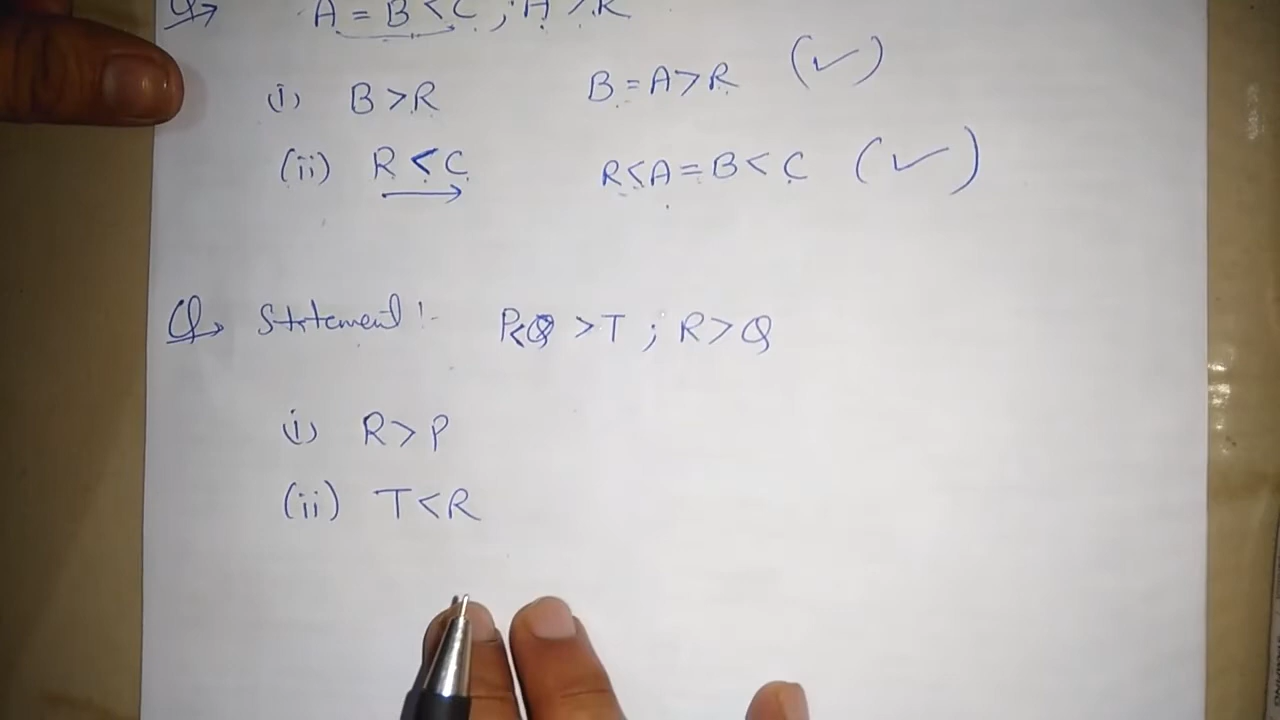 Q→ A = B < C ; A > R
(i) B > R B = A > R (✓)
(ii) R < C R < A = B < C (✓)
Q→ Statement :- P < Q > T ; R > Q
(i) R > P
(ii) T < R